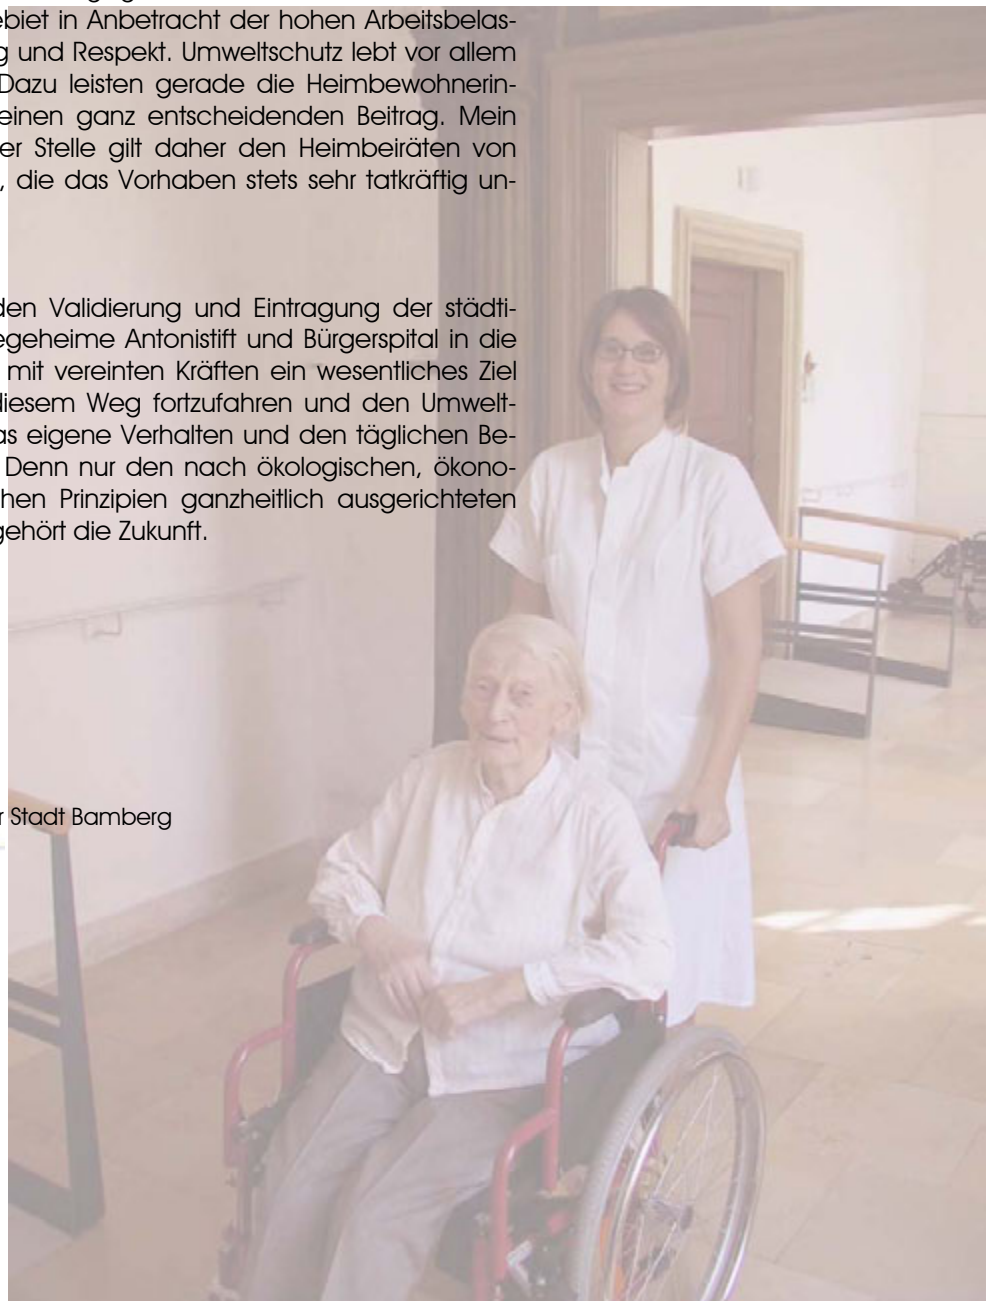 ebiet in Anbetracht der hohen Arbeitsbelas-
g und Respekt. Umweltschutz lebt vor allem
Dazu leisten gerade die Heimbewohnerin-
einen ganz entscheidenden Beitrag. Mein
er Stelle gilt daher den Heimbeiräten von
, die das Vorhaben stets sehr tatkräftig un-
den Validierung und Eintragung der städti-
egeheime Antonistift und Bürgerspital in die
mit vereinten Kräften ein wesentliches Ziel
diesem Weg fortzufahren und den Umwelt-
as eigene Verhalten und den täglichen Be-
Denn nur den nach ökologischen, ökono-
hen Prinzipien ganzheitlich ausgerichteten
gehört die Zukunft.
r Stadt Bamberg